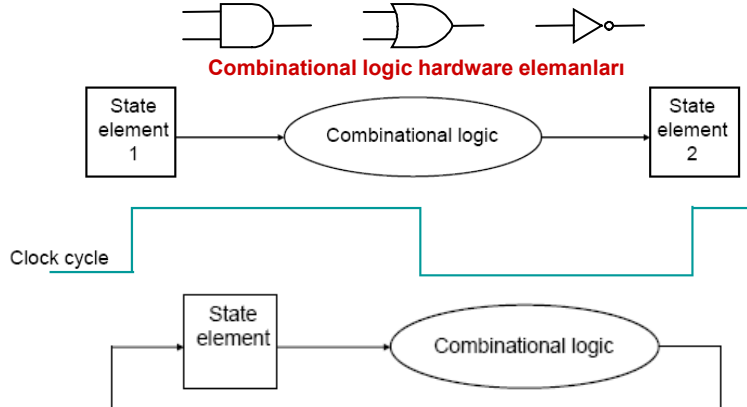 Combinational logic hardware elemanları
State
element
1
Combinational logic
State
element
2
Clock cycle
State
element
Combinational logic